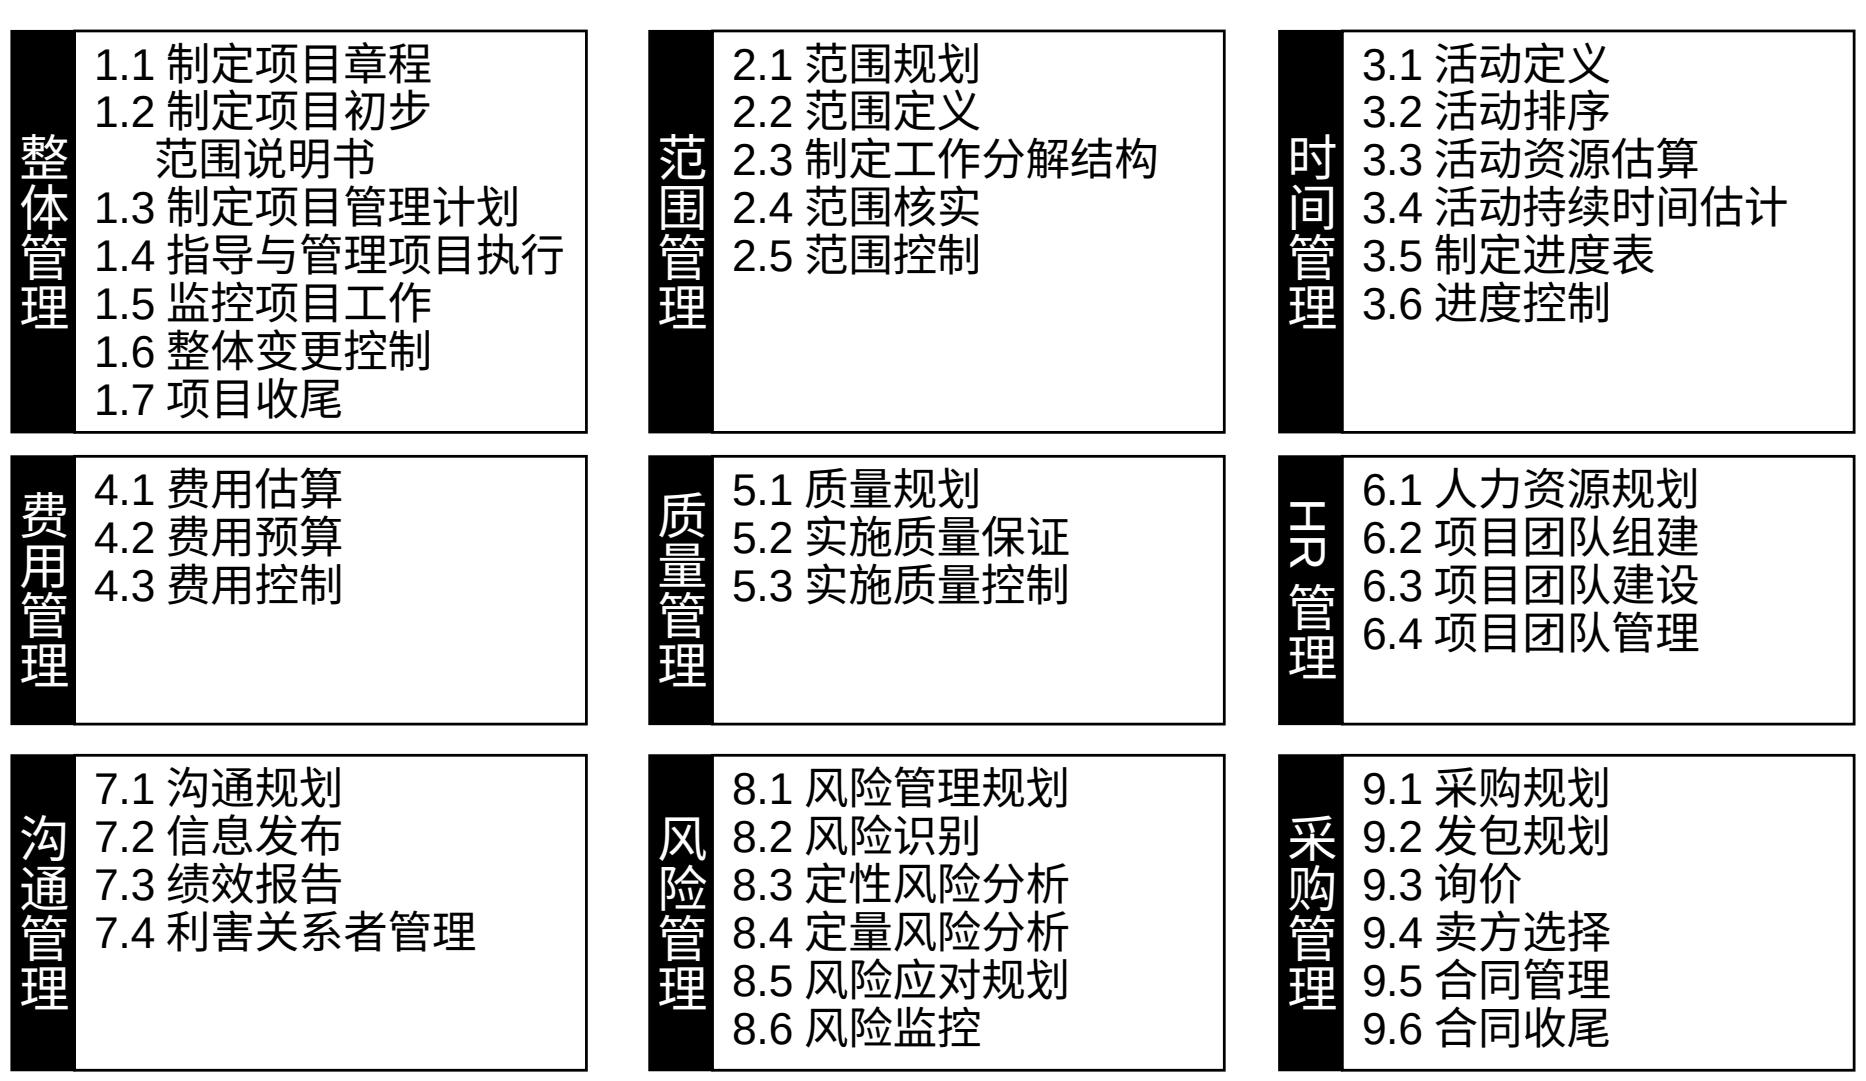 整体管理
1.1 制定项目章程
1.2 制定项目初步
范围说明书
1.3 制定项目管理计划
1.4 指导与管理项目执行
1.5 监控项目工作
1.6 整体变更控制
1.7 项目收尾
范围管理
2.1 范围规划
2.2 范围定义
2.3 制定工作分解结构
2.4 范围核实
2.5 范围控制
时间管理
3.1 活动定义
3.2 活动排序
3.3 活动资源估算
3.4 活动持续时间估计
3.5 制定进度表
3.6 进度控制
费用管理
4.1 费用估算
4.2 费用预算
4.3 费用控制
质量管理
5.1 质量规划
5.2 实施质量保证
5.3 实施质量控制
HR 管理
6.1 人力资源规划
6.2 项目团队组建
6.3 项目团队建设
6.4 项目团队管理
沟通管理
7.1 沟通规划
7.2 信息发布
7.3 绩效报告
7.4 利害关系者管理
风险管理
8.1 风险管理规划
8.2 风险识别
8.3 定性风险分析
8.4 定量风险分析
8.5 风险应对规划
8.6 风险监控
采购管理
9.1 采购规划
9.2 发包规划
9.3 询价
9.4 卖方选择
9.5 合同管理
9.6 合同收尾